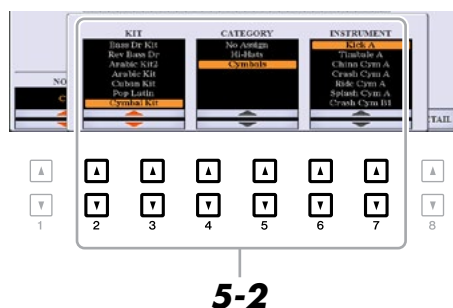 KIT
Bass Dr Kit
Rev Bass Dr
Arabic Kit2
Arabic Kit
Cuban Kit
Pop Latin
Cymbal Kit
CATEGORY
No Assign
Hi-Hats
Cymbals
INSTRUMENT
Kick A
Timbale A
China Cym A
Crash Cym A
Ride Cym A
Splash Cym A
Crash Cym B1
NO
C
TAIL
1
2
3
4
5
6
7
8
5-2